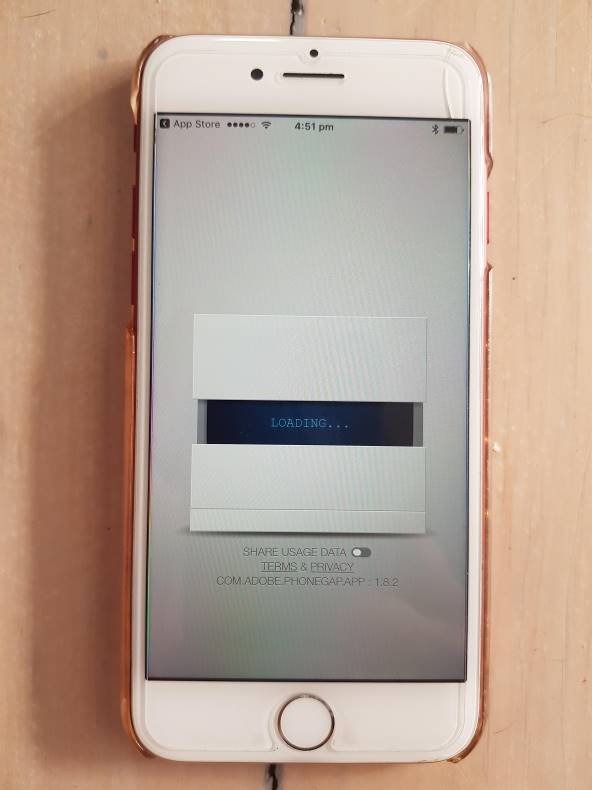 App Store 4:51 pm
LOADING...
SHARE USAGE DATA
TERMS & PRIVACY
COM.ADOBE.PHONEGAP.APP : 1.8.2